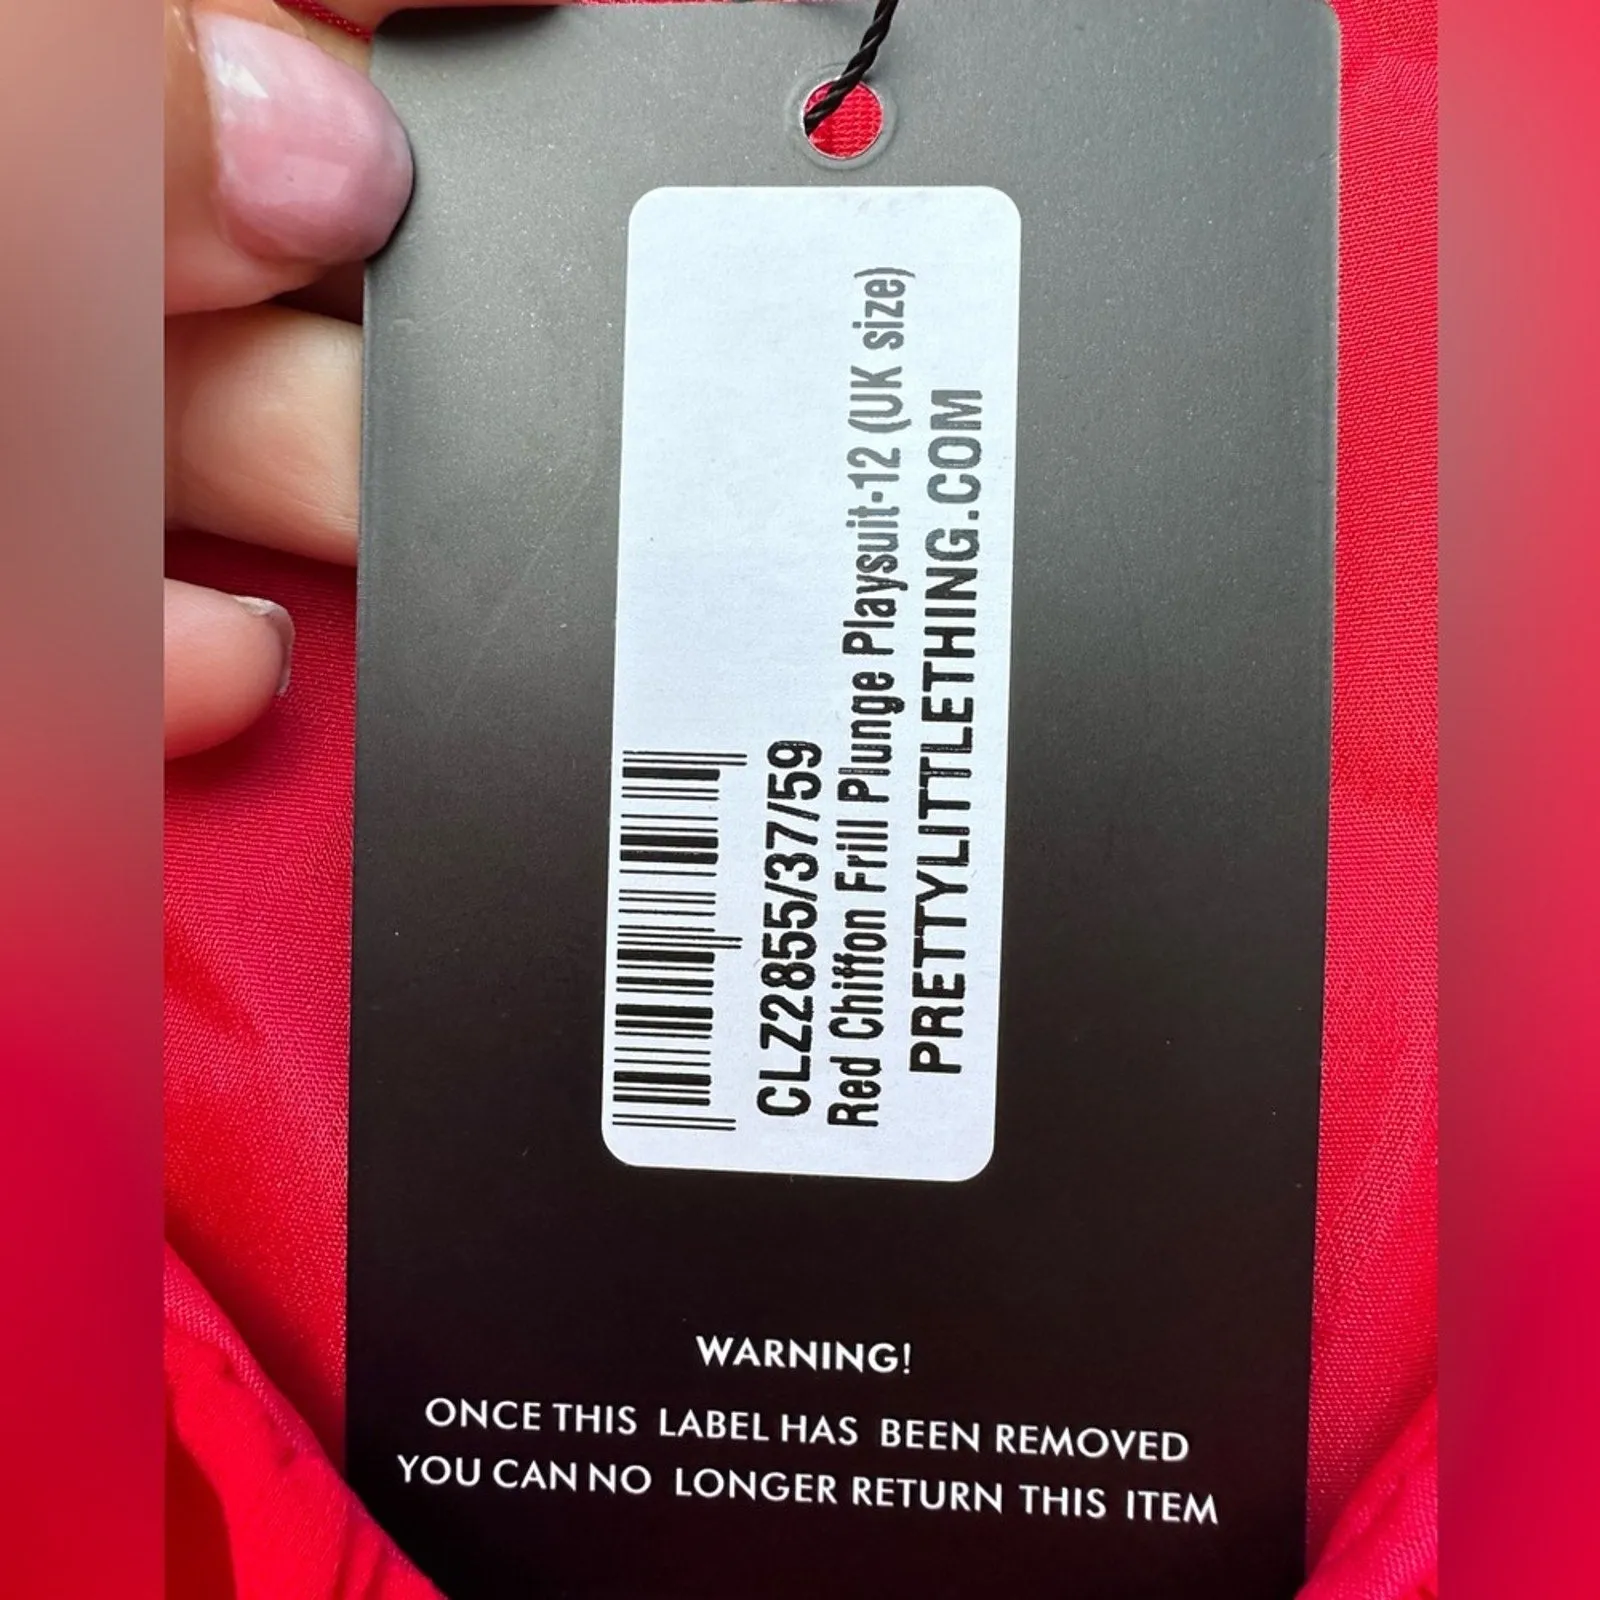 CLZ2855/37/59
Red Chiffon Frill Plunge Playsuit-12 (UK size)
PRETTYLITTLETHING.COM
WARNING!
ONCE THIS LABEL HAS BEEN REMOVED
YOU CAN NO LONGER RETURN THIS ITEM